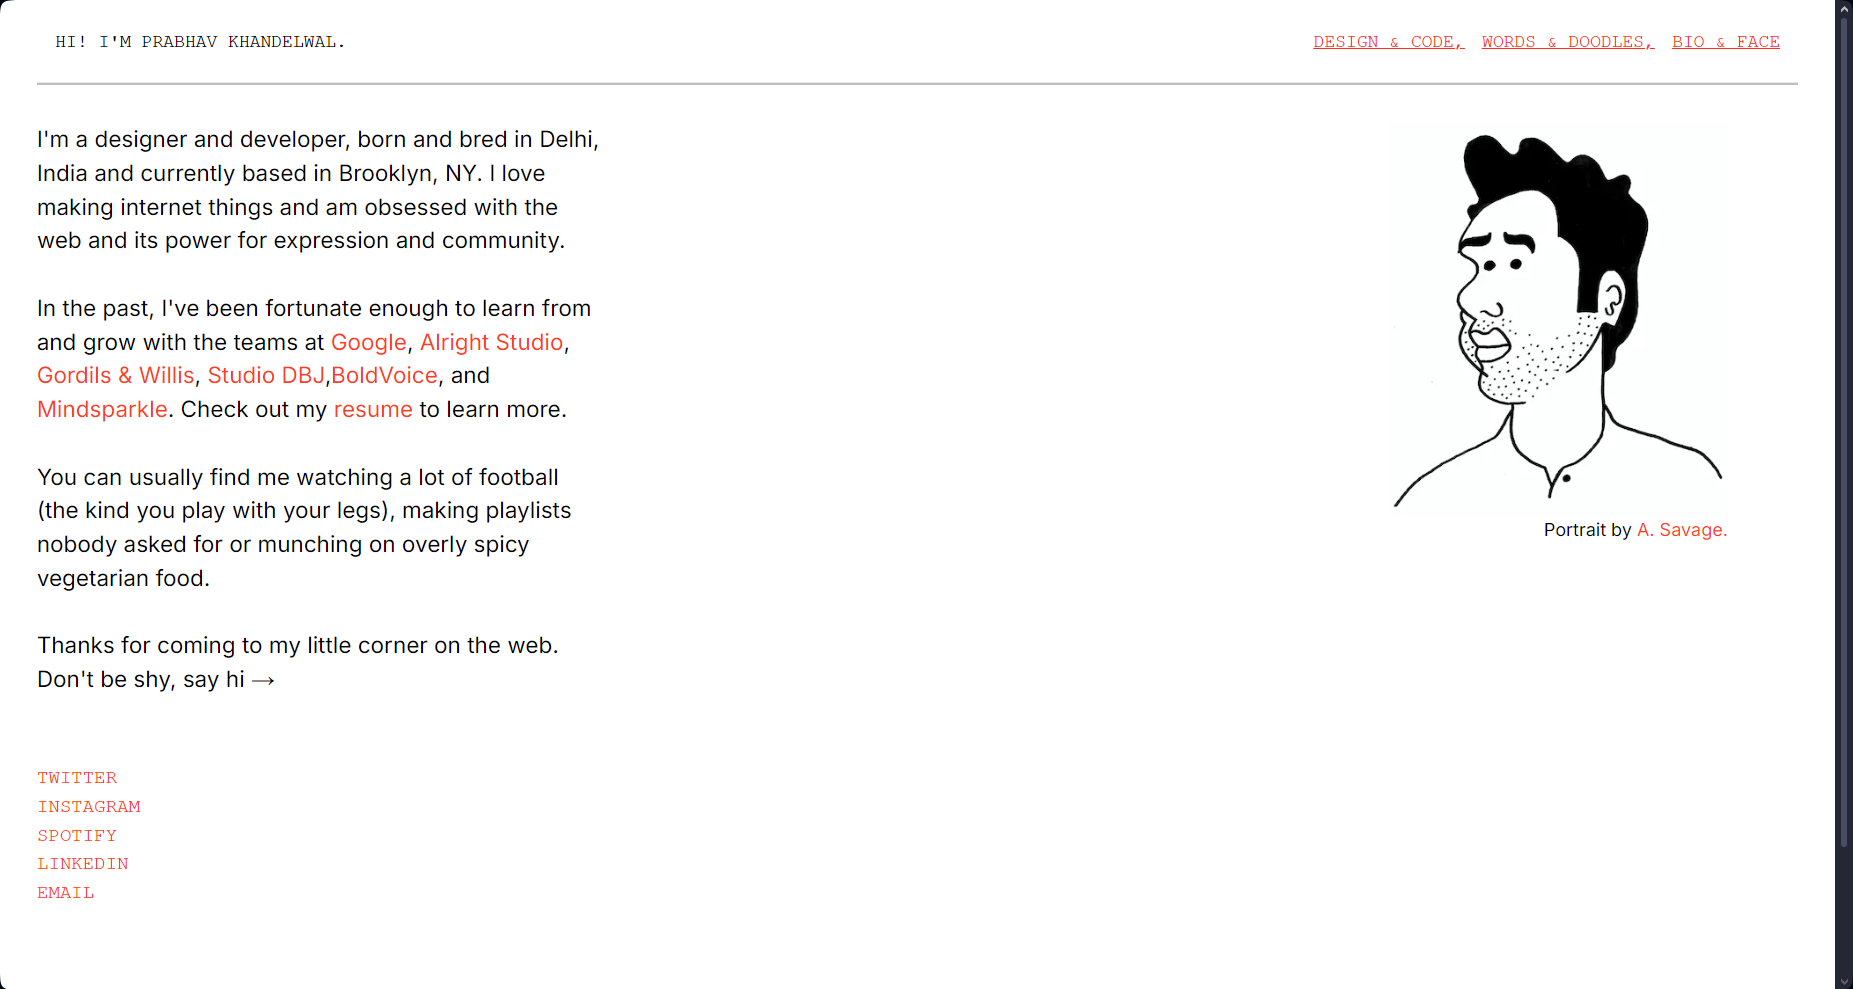 HI! I'M PRABHAV KHANDELWAL.
DESIGN & CODE, WORDS & DOODLES, BIO & FACE
I'm a designer and developer, born and bred in Delhi,
India and currently based in Brooklyn, NY. I love
making internet things and am obsessed with the
web and its power for expression and community.
In the past, I've been fortunate enough to learn from
and grow with the teams at Google, Alright Studio,
Gordils & Willis, Studio DBJ,BoldVoice, and
Mindsparkle. Check out my resume to learn more.
You can usually find me watching a lot of football
(the kind you play with your legs), making playlists
nobody asked for or munching on overly spicy
vegetarian food.
Thanks for coming to my little corner on the web.
Don't be shy, say hi →
Portrait by A. Savage.
TWITTER
INSTAGRAM
SPOTIFY
LINKEDIN
EMAIL